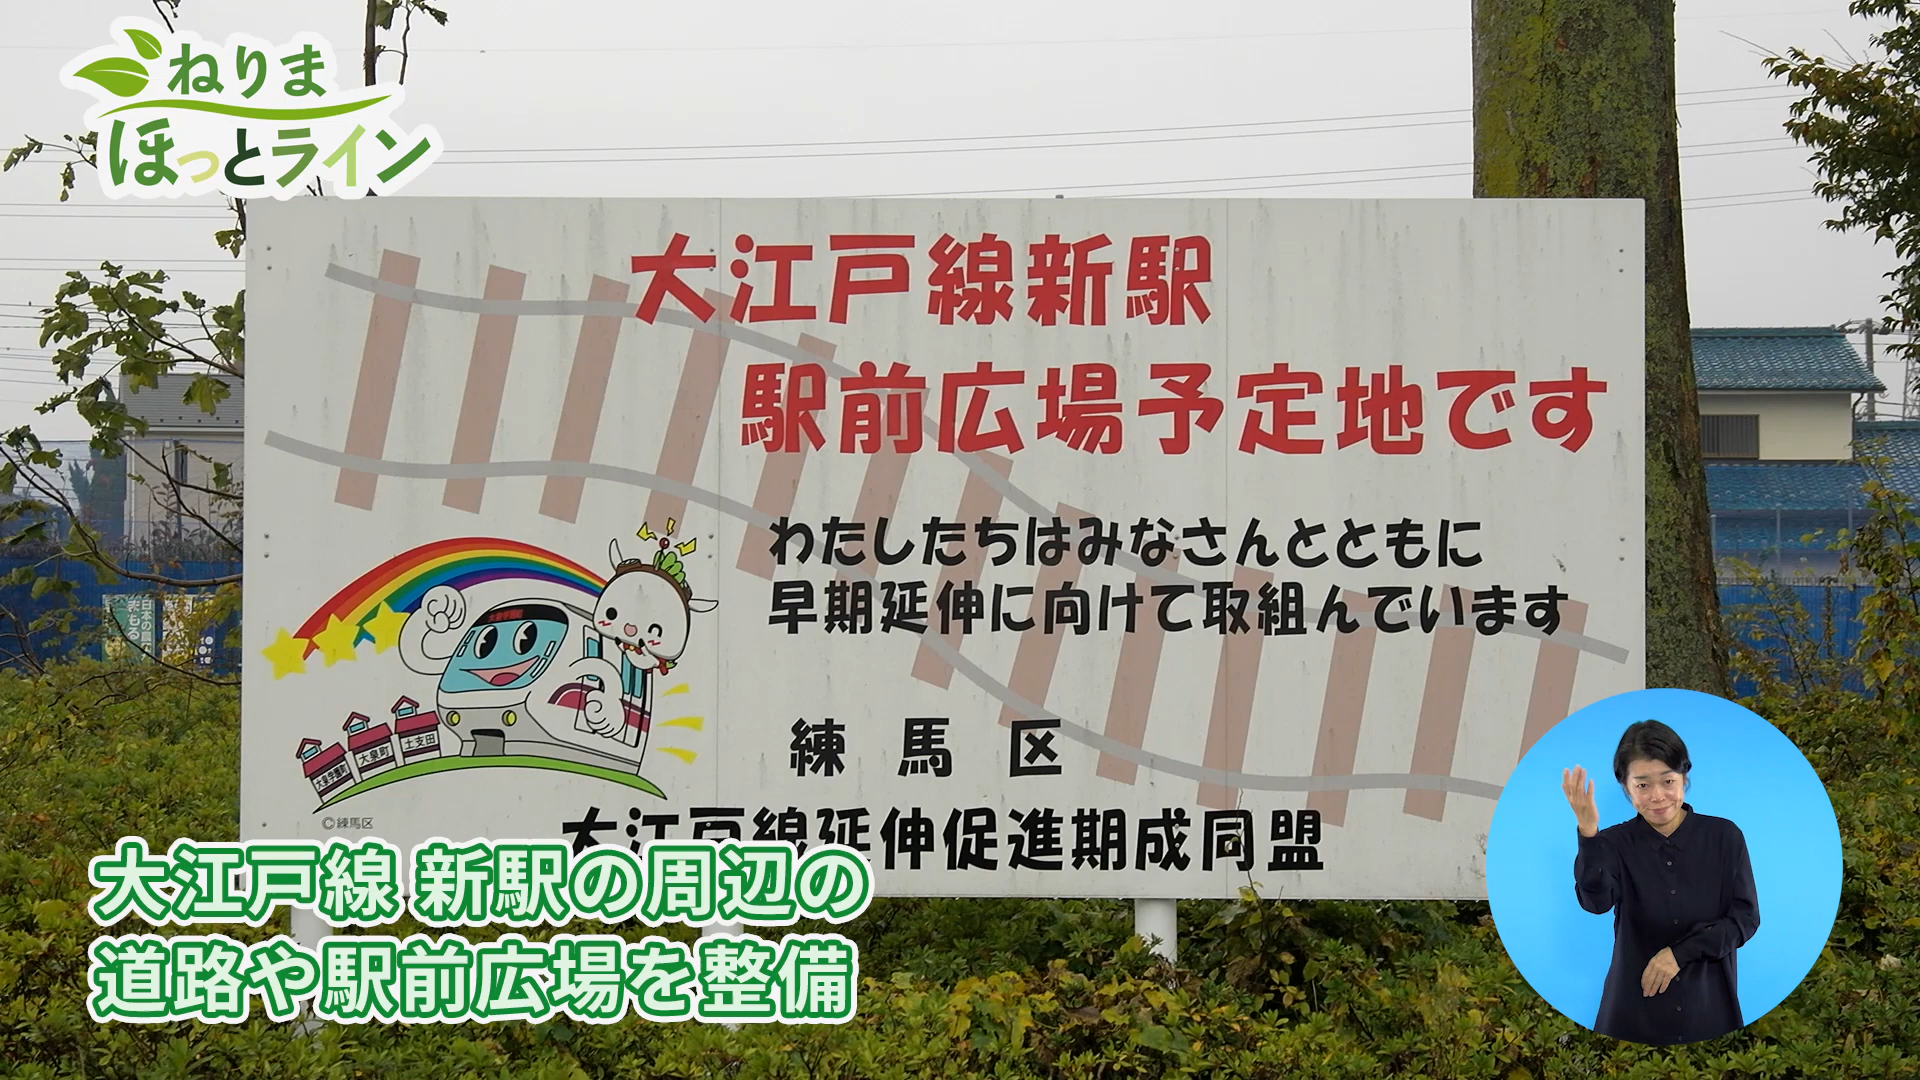 ねりま
ほっとライン
大江戸線新駅
駅前広場予定地です
わたしたちはみなさんとともに
早期延伸に向けて取組んでいます
大泉学園町
大泉町
土支田
練馬区
大江戸線延伸促進期成同盟
©練馬区
大江戸線 新駅の周辺の
道路や駅前広場を整備